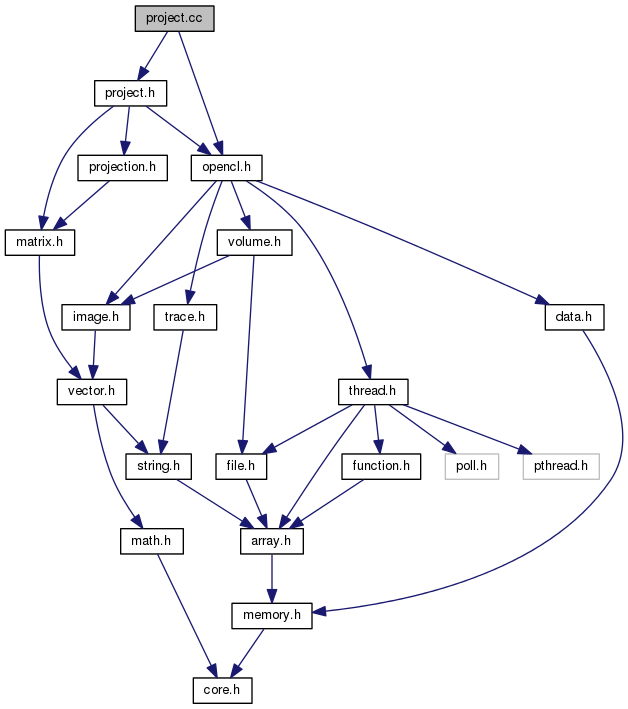 project.cc
project.h
projection.h
opencl.h
matrix.h
volume.h
image.h
trace.h
data.h
vector.h
thread.h
string.h
file.h
function.h
poll.h
pthread.h
math.h
array.h
memory.h
core.h